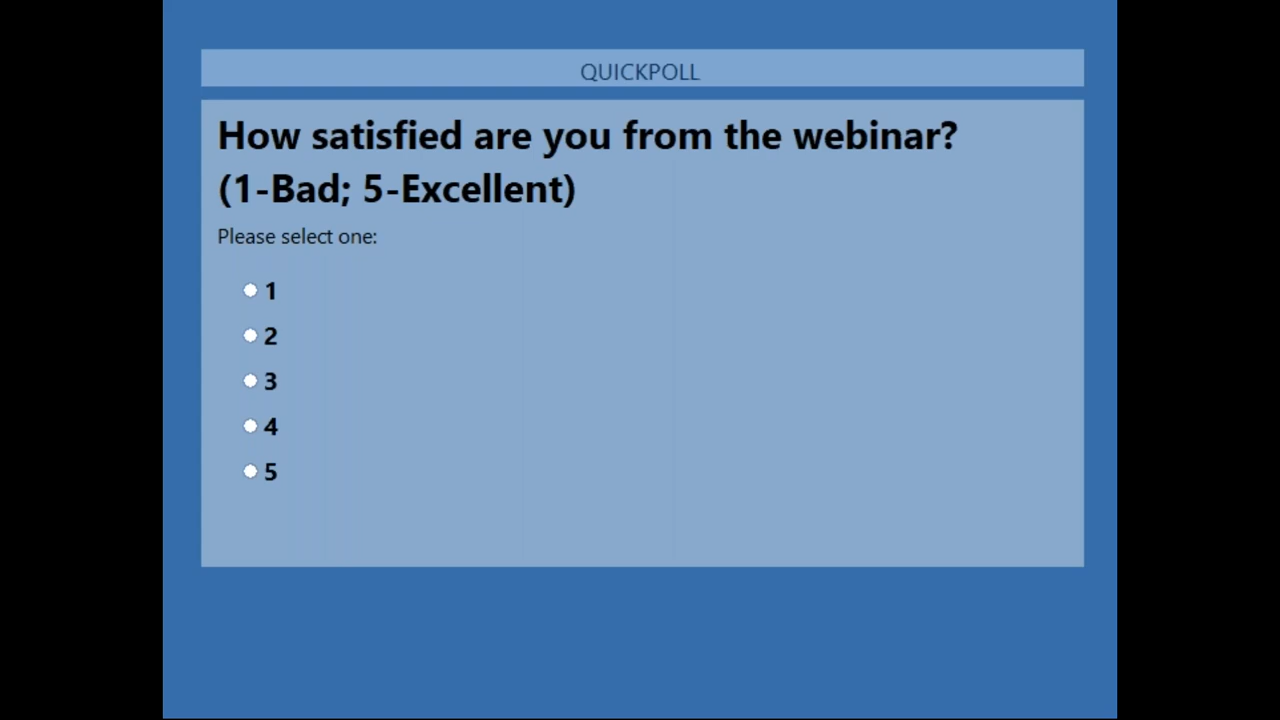 QUICKPOLL
How satisfied are you from the webinar?
(1-Bad; 5-Excellent)
Please select one:
1
2
3
4
5